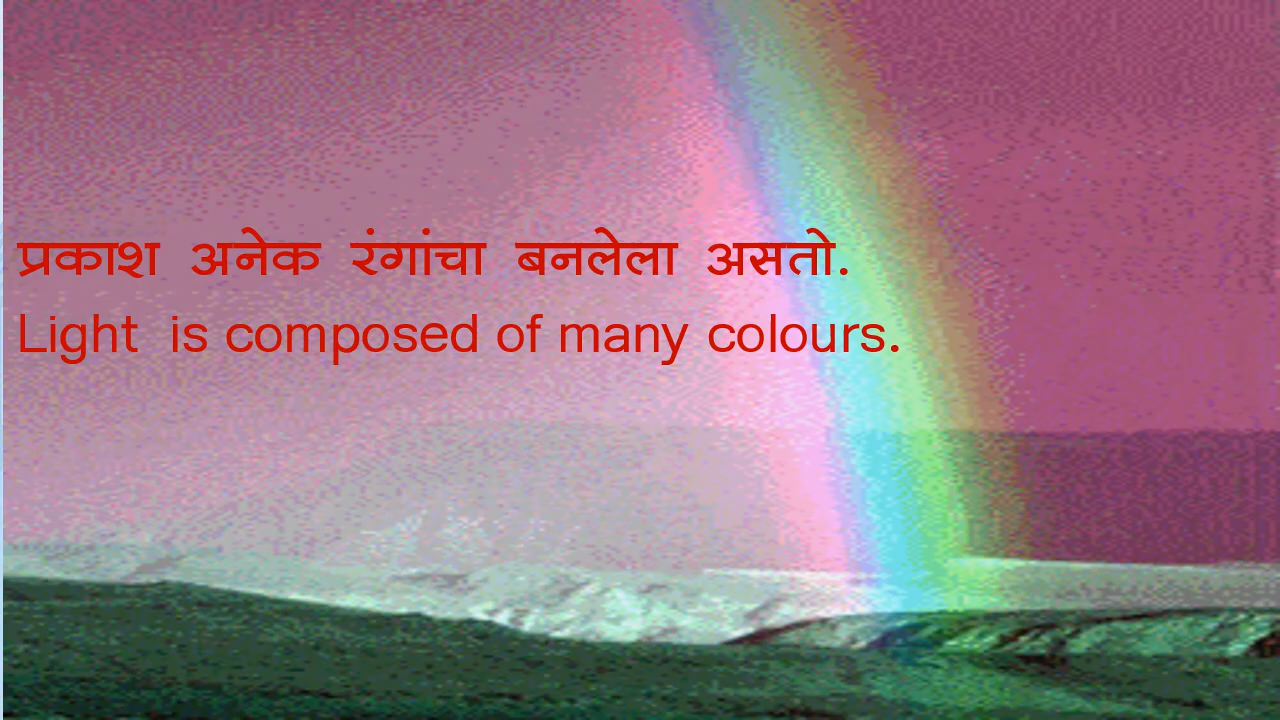 प्रकाश अनेक रंगांचा बनलेला असतो.
Light is composed of many colours.